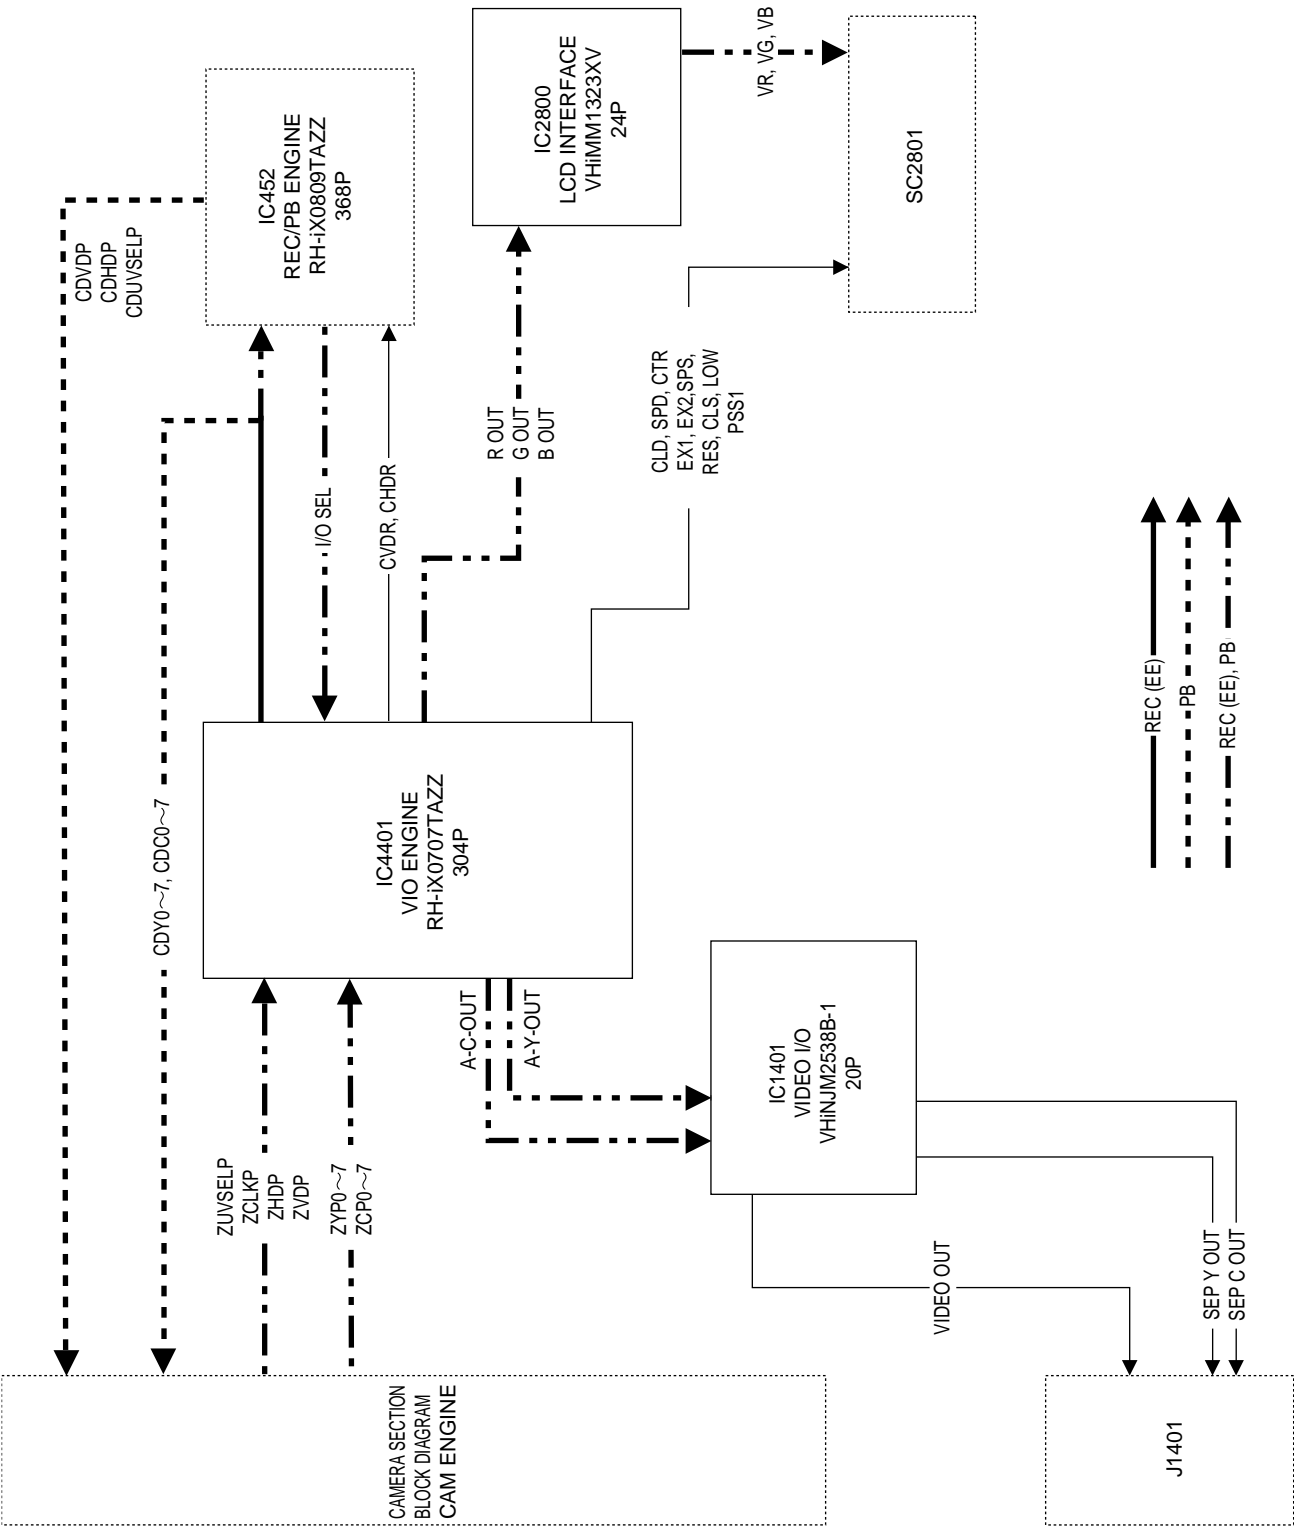 CAMERA SECTION
BLOCK DIAGRAM
CAM ENGINE
J1401
CDVDP
CDHDP
CDUVSELP
CDY0～7, CDC0～7
ZUVSELP
ZCLKP
ZHDP
ZVDP
ZYP0～7
ZCP0～7
IC4401
VIO ENGINE
RH-iX0707TAZZ
304P
A-C-OUT
A-Y-OUT
IC1401
VIDEO I/O
VHiNJM2538B-1
20P
VIDEO OUT
SEP Y OUT
SEP C OUT
IC452
REC/PB ENGINE
RH-iX0809TAZZ
368P
I/O SEL
CVDR, CHDR
R OUT
G OUT
B OUT
IC2800
LCD INTERFACE
VHiMM1323XV
24P
VR, VG, VB
SC2801
CLD, SPD, CTR
EX1, EX2,SPS,
RES, CLS, LOW
PSS1
REC (EE)
PB
REC (EE), PB